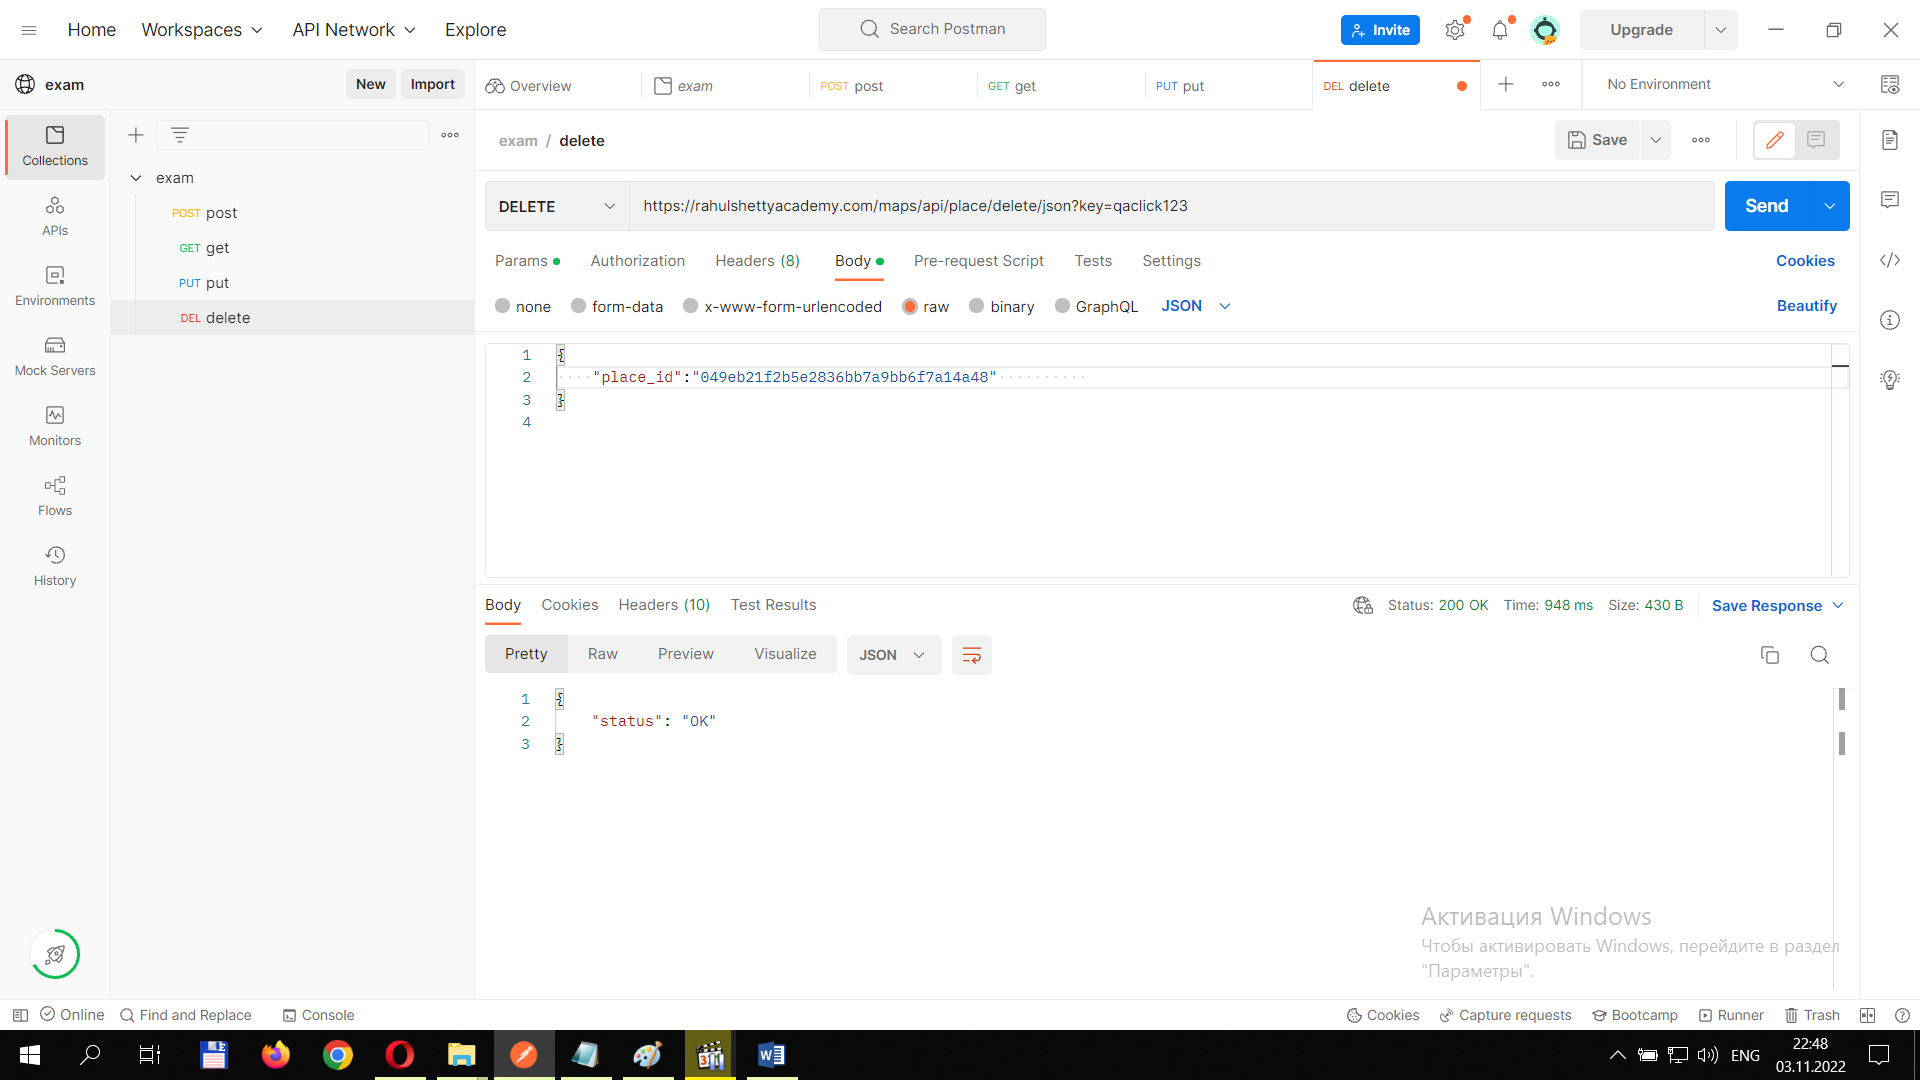 Home
Workspaces
API Network
Explore
Search Postman
Invite
Upgrade
exam
New
Import
Overview
exam
POST post
GET get
PUT put
DEL delete
No Environment
Collections
APIs
Environments
Mock Servers
Monitors
Flows
History
exam
POST post
GET get
PUT put
DEL delete
exam / delete
Save
DELETE
https://rahulshettyacademy.com/maps/api/place/delete/json?key=qaclick123
Send
Params
Authorization
Headers (8)
Body
Pre-request Script
Tests
Settings
Cookies
none
form-data
x-www-form-urlencoded
raw
binary
GraphQL
JSON
Beautify
1 {
2 "place_id":"049eb21f2b5e2836bb7a9bb6f7a14a48"
3 }
4
Body
Cookies
Headers (10)
Test Results
Status: 200 OK
Time: 948 ms
Size: 430 B
Save Response
Pretty
Raw
Preview
Visualize
JSON
1 {
2 "status": "OK"
3 }
Активация Windows
Чтобы активировать Windows, перейдите в раздел
"Параметры".
Online
Find and Replace
Console
Cookies
Capture requests
Bootcamp
Runner
Trash
ENG
22:48
03.11.2022